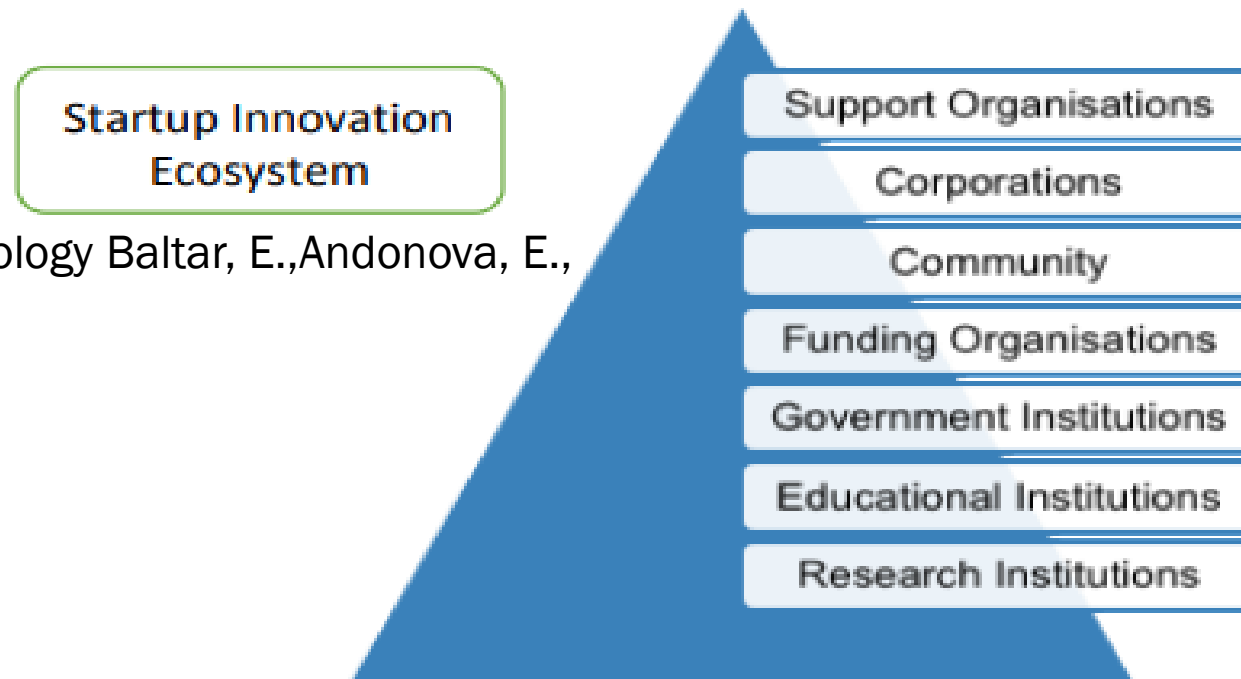 Startup Innovation
Ecosystem
ology Baltar, E.,Andonova, E.,
Support Organisations
Corporations
Community
Funding Organisations
Government Institutions
Educational Institutions
Research Institutions